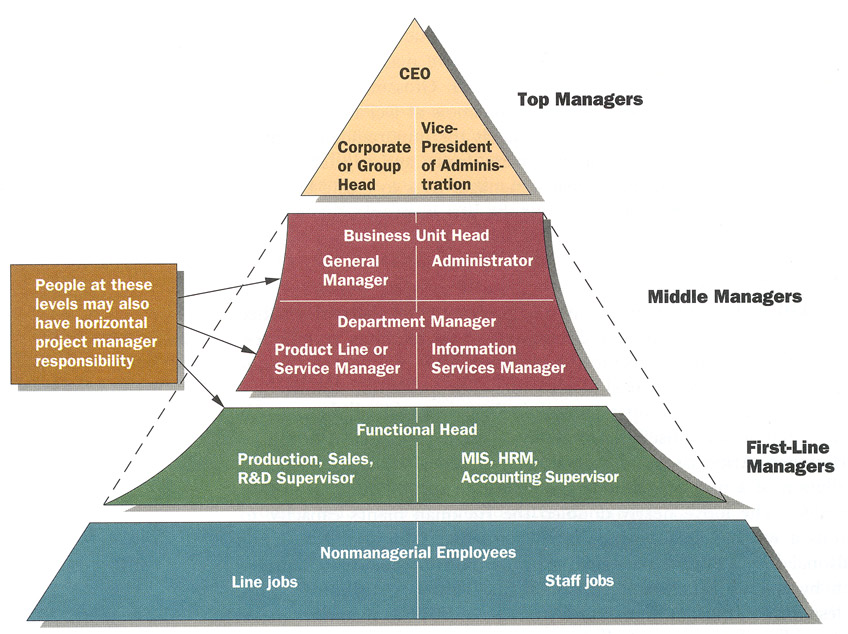 CEO
Top Managers
Corporate
or Group
Head
Vice-
President
of Adminis-
tration
Business Unit Head
General
Manager
Administrator
People at these
levels may also
have horizontal
project manager
responsibility
Middle Managers
Department Manager
Product Line or
Service Manager
Information
Services Manager
Functional Head
Production, Sales,
R&D Supervisor
MIS, HRM,
Accounting Supervisor
First-Line
Managers
Nonmanagerial Employees
Line jobs
Staff jobs